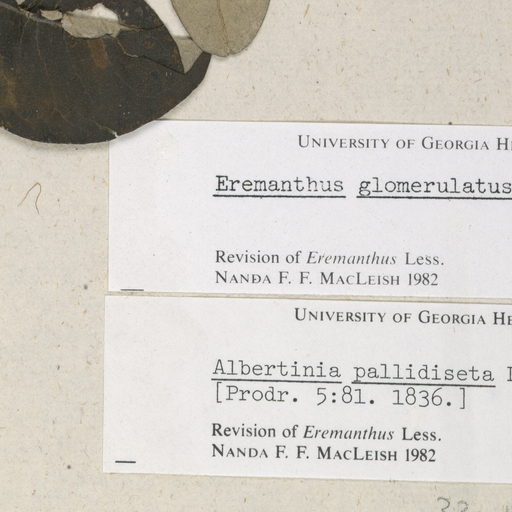 UNIVERSITY OF GEORGIA
Eremanthus glomerulatus
Revision of Eremanthus Less.
NANDA F. F. MACLEISH 1982
UNIVERSITY OF GEORGIA
Albertinia pallidiseta
[Prodr. 5:81. 1836.]
Revision of Eremanthus Less.
NANDA F. F. MACLEISH 1982